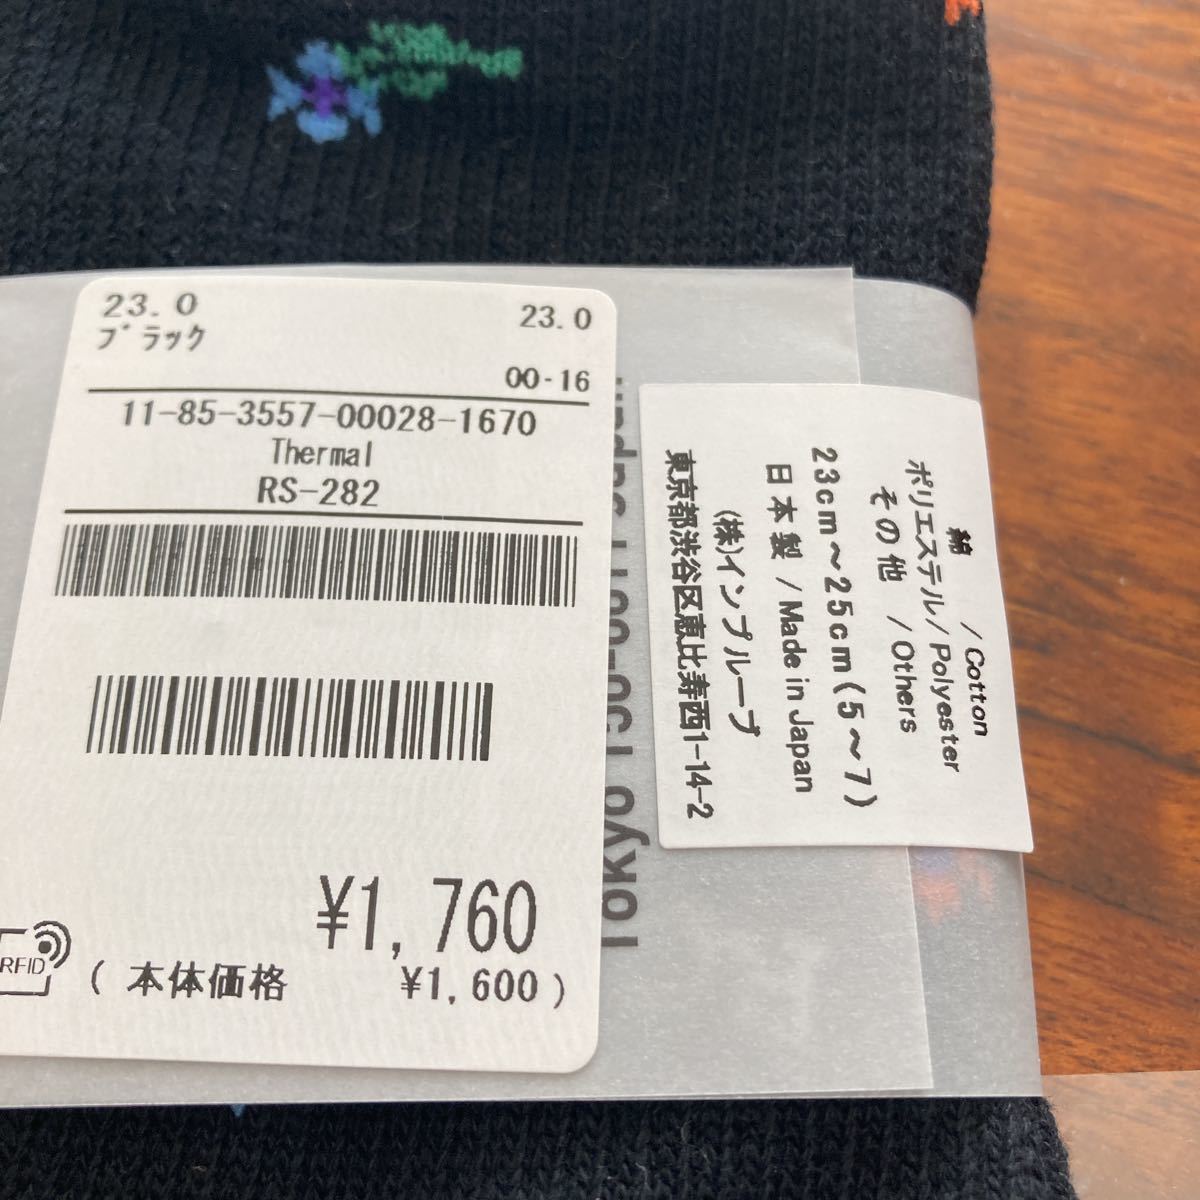 23.0
ブラック
23.0
00-16
11-85-3557-00028-1670
Thermal
RS-282
¥1,760
(本体価格 ¥1,600)
RFID
綿 / Cotton
ポリエステル/Polyester
その他 / Others
23cm〜25cm(5〜7)
日本製 / Made in Japan
(株)インプループ
東京都渋谷区恵比寿西1-14-2
Tokyo 150-